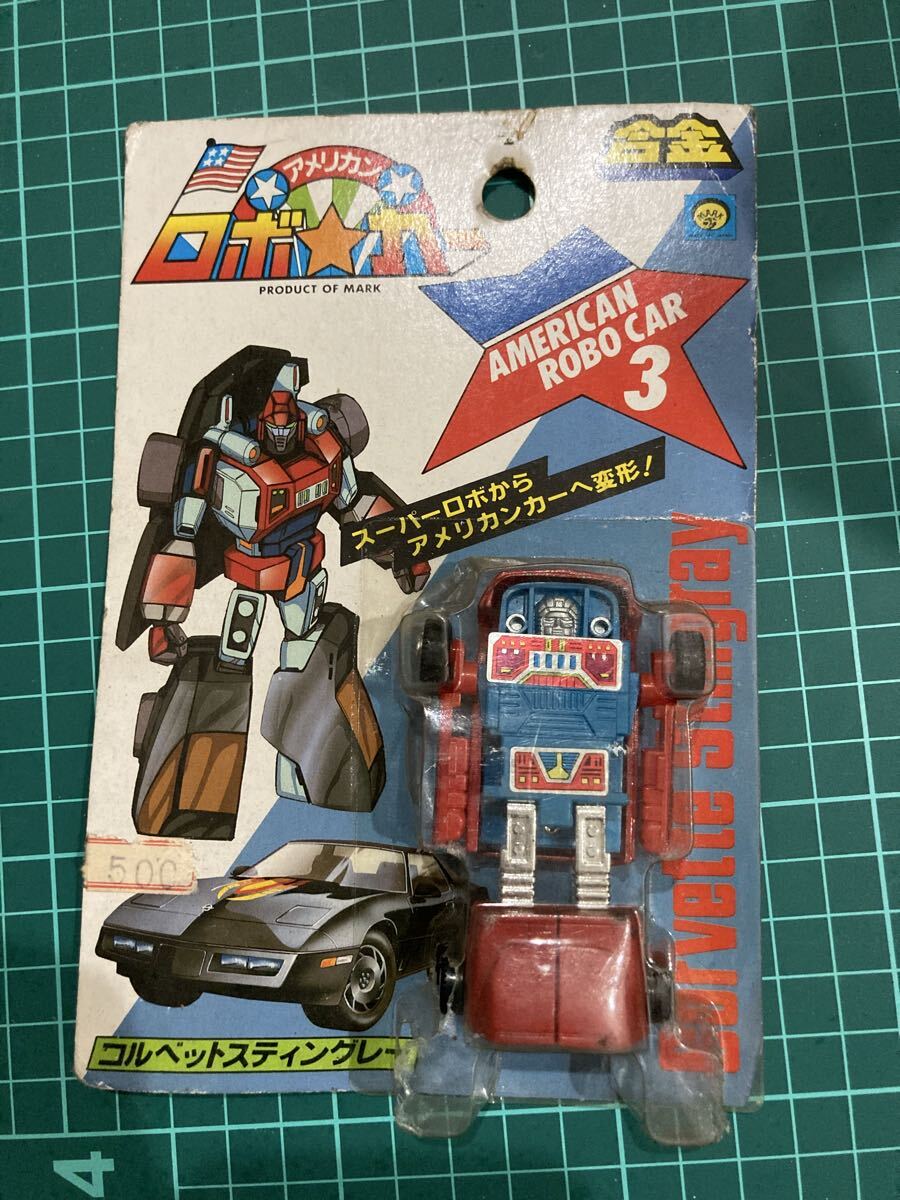 アメリカン
ロボ★カー
PRODUCT OF MARK
合金
MARK
AMERICAN
ROBO CAR
3
スーパーロボから
アメリカンカーへ変形!
Corvette Stingray
500
コルベットスティングレー
4